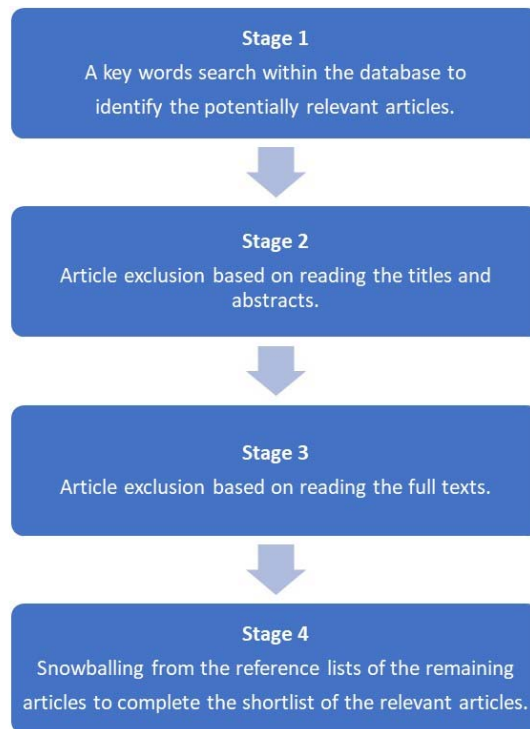 Stage 1
A key words search within the database to
identify the potentially relevant articles.
Stage 2
Article exclusion based on reading the titles and
abstracts.
Stage 3
Article exclusion based on reading the full texts.
Stage 4
Snowballing from the reference lists of the remaining
articles to complete the shortlist of the relevant articles.